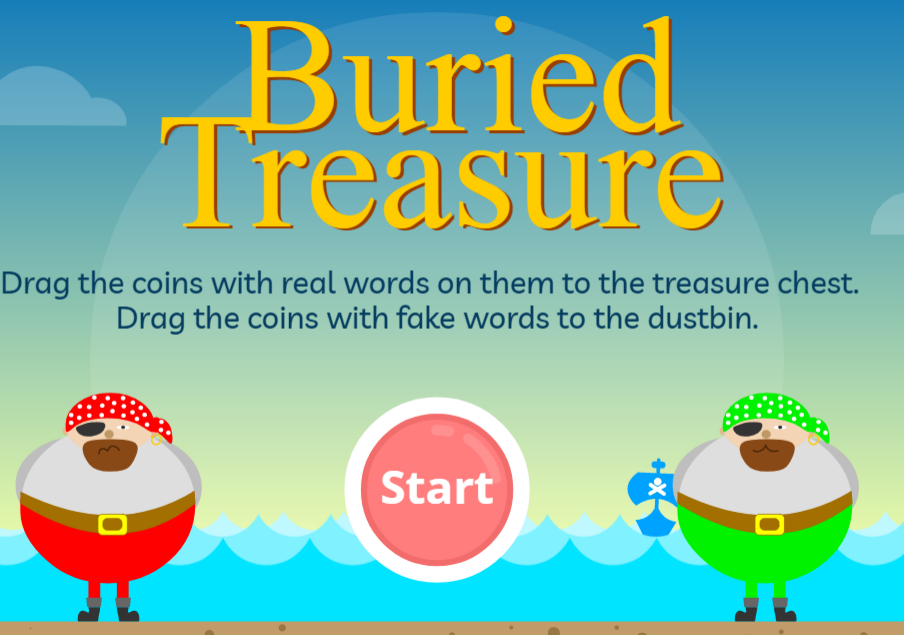 Buried
Treasure
Drag the coins with real words on them to the treasure chest.
Drag the coins with fake words to the dustbin.
Start